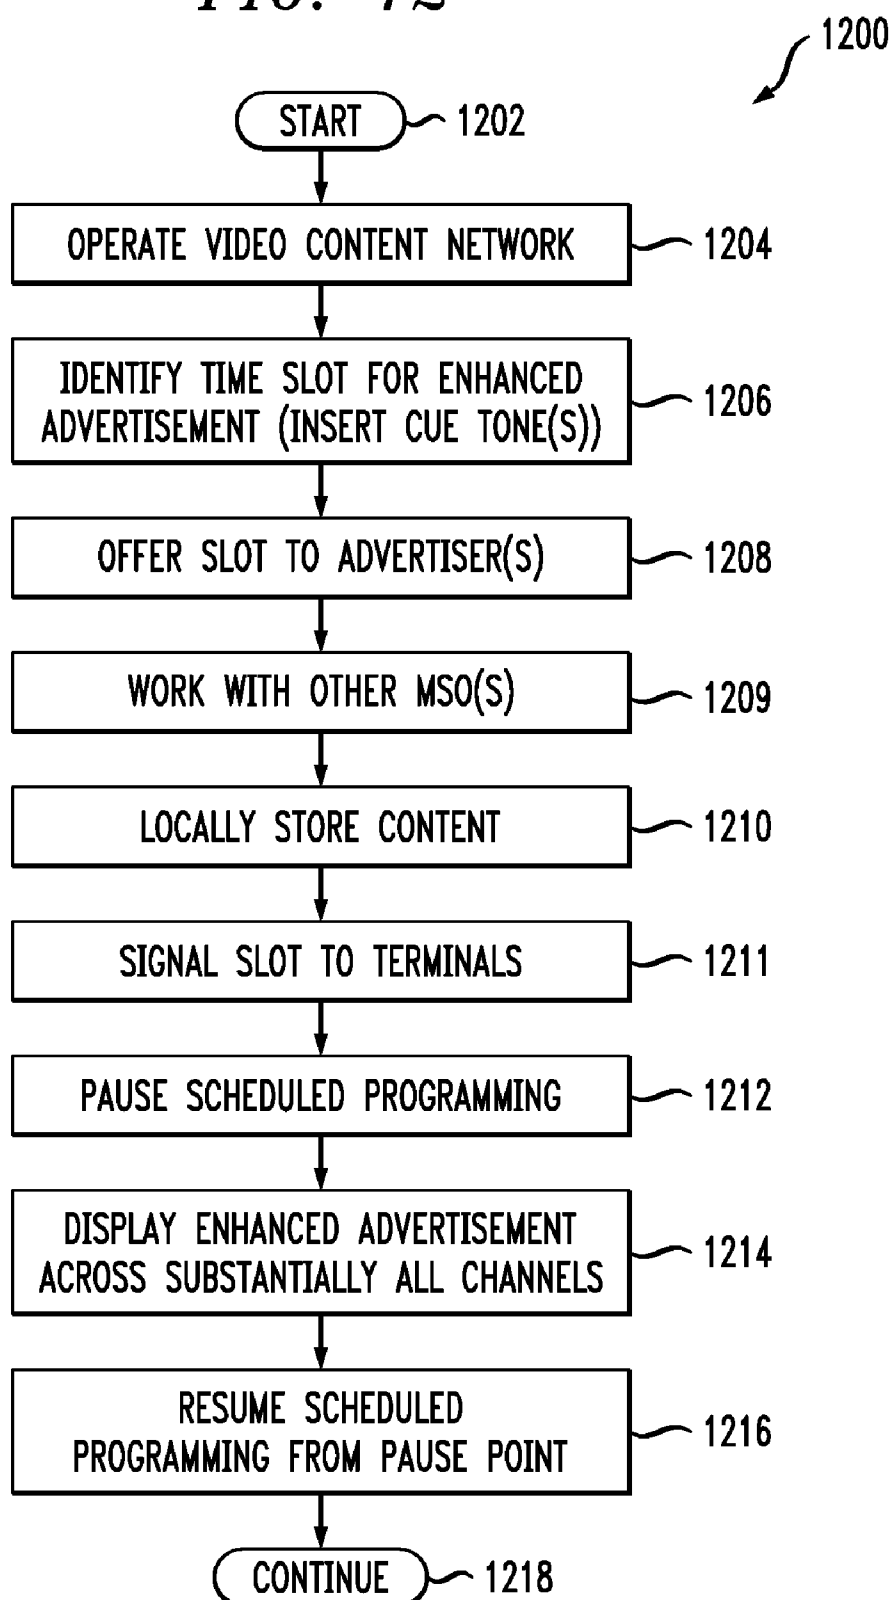 FIG. 12
1200
START 1202
OPERATE VIDEO CONTENT NETWORK 1204
IDENTIFY TIME SLOT FOR ENHANCED
ADVERTISEMENT (INSERT CUE TONE(S)) 1206
OFFER SLOT TO ADVERTISER(S) 1208
WORK WITH OTHER MSO(S) 1209
LOCALLY STORE CONTENT 1210
SIGNAL SLOT TO TERMINALS 1211
PAUSE SCHEDULED PROGRAMMING 1212
DISPLAY ENHANCED ADVERTISEMENT
ACROSS SUBSTANTIALLY ALL CHANNELS 1214
RESUME SCHEDULED
PROGRAMMING FROM PAUSE POINT 1216
CONTINUE 1218